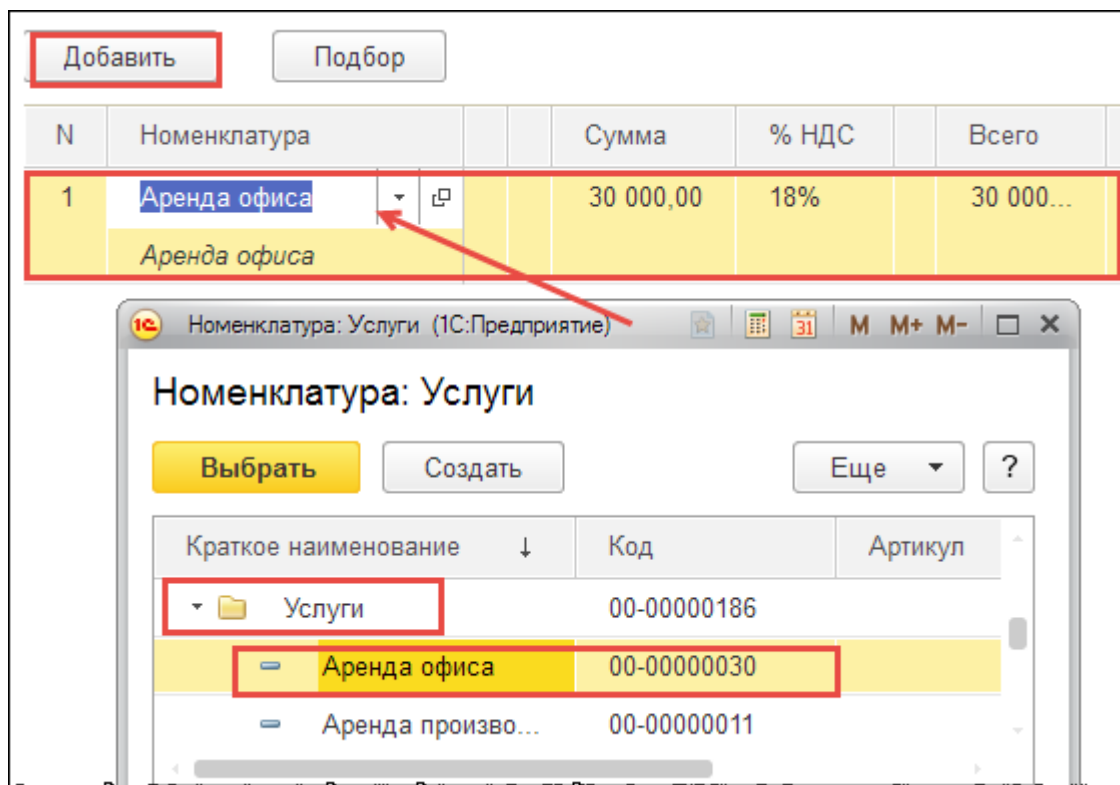 Добавить Подбор
N Номенклатура Сумма % НДС Всего
1 Аренда офиса 30 000,00 18% 30 000...
Аренда офиса
Номенклатура: Услуги (1С:Предприятие) 31 M M+ M-
Номенклатура: Услуги
Выбрать Создать Еще ?
Краткое наименование ↓ Код Артикул
Услуги 00-00000186
Аренда офиса 00-00000030
Аренда произво... 00-00000011